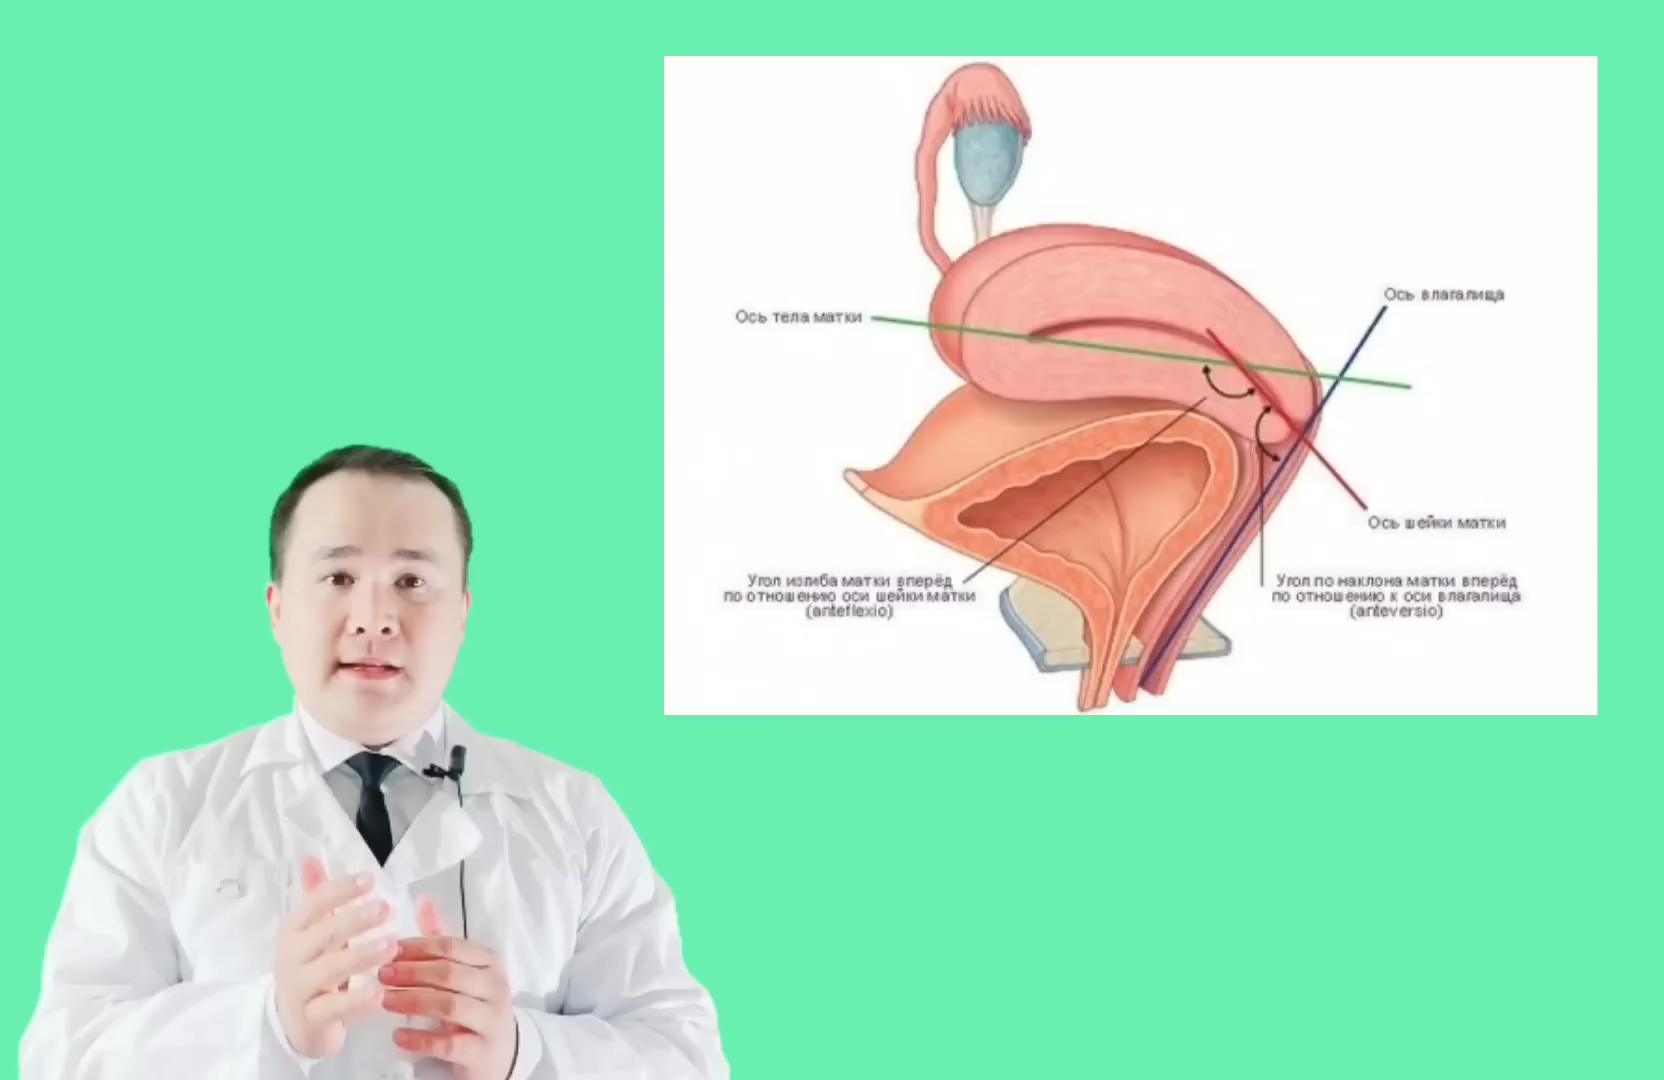 Ось влагалища
Ось тела матки
Ось шейки матки
Угол изгиба матки вперёд
по отношению оси шейки матки
(anteflexio)
Угол по наклона матки вперёд
по отношению к оси влагалища
(anteversio)